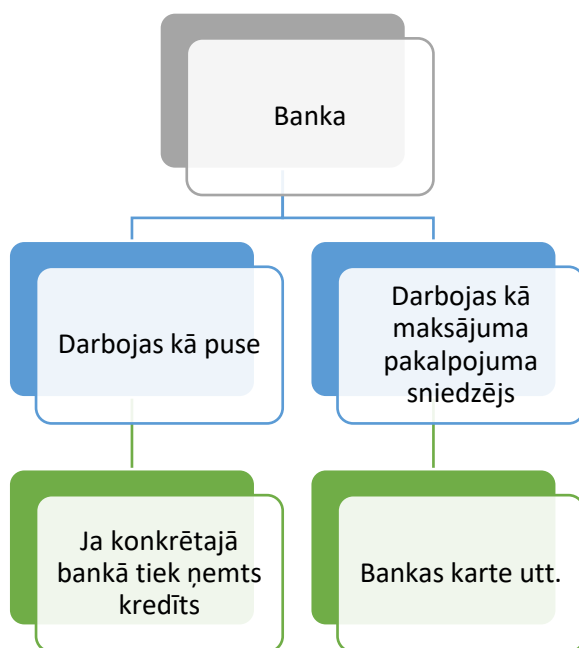 Banka
Darbojas kā puse
Darbojas kā
maksājuma
pakalpojuma
sniedzējs
Ja konkrētajā
bankā tiek ņemts
kredīts
Bankas karte utt.